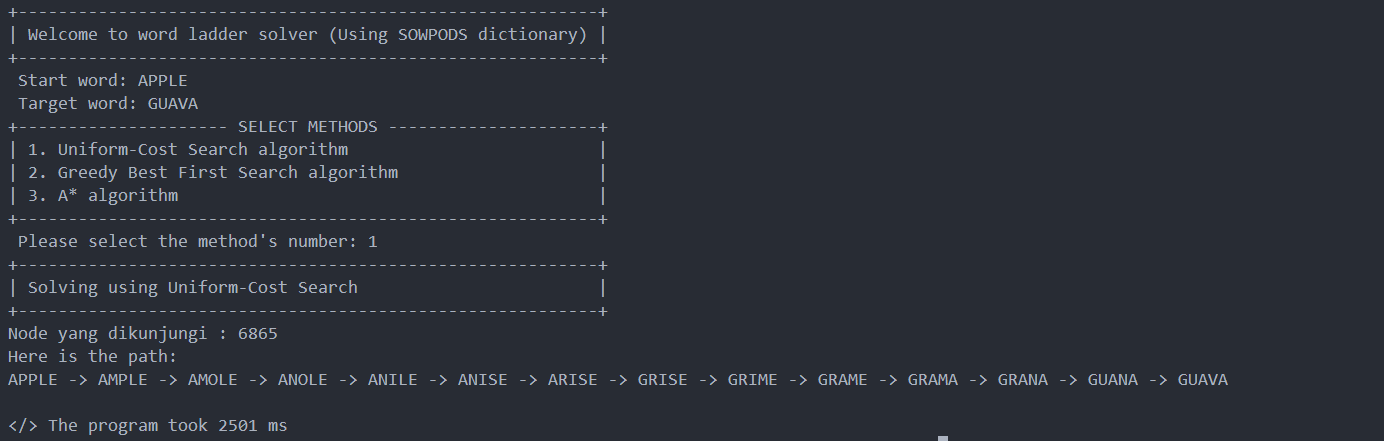 +----------------------------------------------------------+
| Welcome to word ladder solver (Using SOWPODS dictionary) |
+----------------------------------------------------------+
Start word: APPLE
Target word: GUAVA
+--------------------- SELECT METHODS ---------------------+
| 1. Uniform-Cost Search algorithm |
| 2. Greedy Best First Search algorithm |
| 3. A* algorithm |
+----------------------------------------------------------+
Please select the method's number: 1
+----------------------------------------------------------+
| Solving using Uniform-Cost Search |
+----------------------------------------------------------+
Node yang dikunjungi : 6865
Here is the path:
APPLE -> AMPLE -> AMOLE -> ANOLE -> ANILE -> ANISE -> ARISE -> GRISE -> GRIME -> GRAME -> GRAMA -> GRANA -> GUANA -> GUAVA
</> The program took 2501 ms